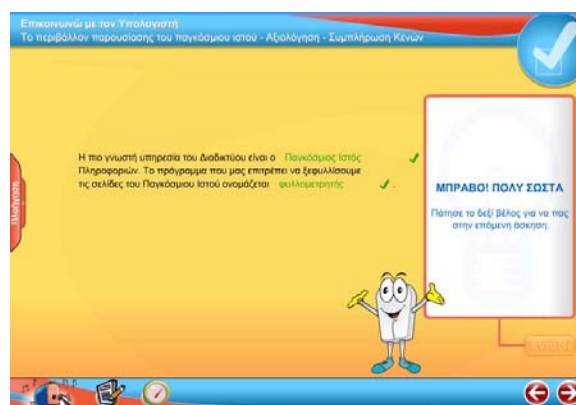 Επικοινωνώ με τον Υπολογιστή
Το περιβάλλον παρουσίασης του παγκόσμιου ιστού - Αξιολόγηση - Συμπλήρωση Κενών
Η πιο γνωστή υπηρεσία του Διαδικτύου είναι ο Παγκόσμιος Ιστός
Πληροφοριών. Το πρόγραμμα που μας επιτρέπει να ξεφυλλίσουμε
τις σελίδες του Παγκόσμιου Ιστού ονομάζεται φυλλομετρητής .
ΜΠΡΑΒΟ! ΠΟΛΥ ΣΩΣΤΑ
Πάτησε το δεξί βέλος για να πας
στην επόμενη άσκηση.
Πλοήγηση